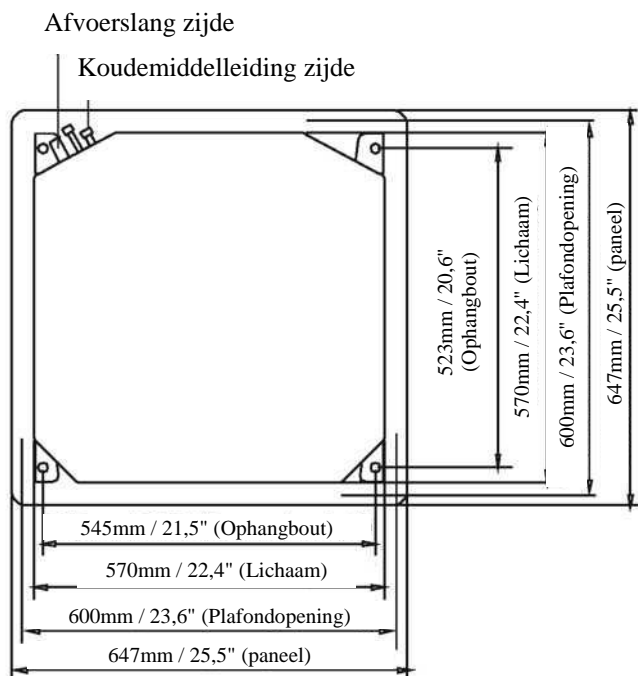 Afvoerslang zijde
Koudemiddelleiding zijde
523mm / 20,6"
(Ophangbout)
570mm / 22,4" (Lichaam)
600mm / 23,6" (Plafondopening)
647mm / 25,5" (paneel)
545mm / 21,5" (Ophangbout)
570mm / 22,4" (Lichaam)
600mm / 23,6" (Plafondopening)
647mm / 25,5" (paneel)